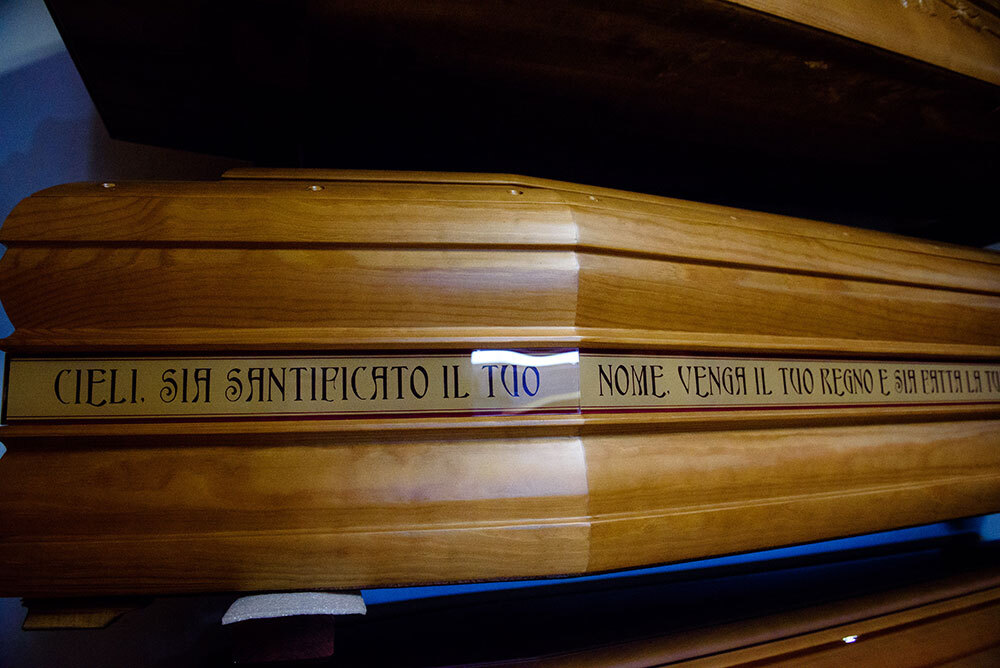 CIELI, SIA SANTIFICATO IL TUO NOME, VENGA IL TUO REGNO E SIA FATTA LA